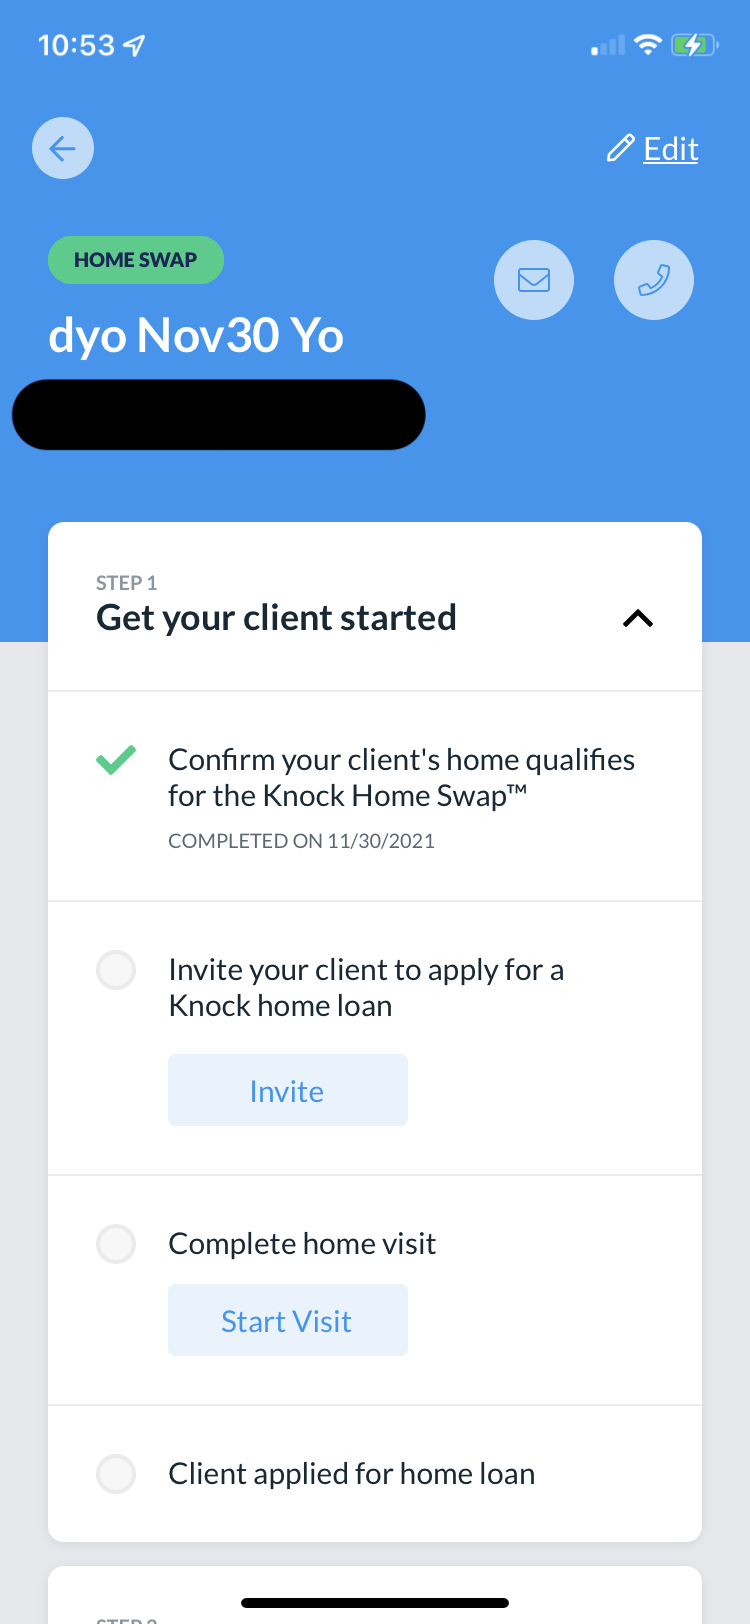 10:53
Edit
HOME SWAP
dyo Nov30 Yo
STEP 1
Get your client started
Confirm your client's home qualifies
for the Knock Home Swap™
COMPLETED ON 11/30/2021
Invite your client to apply for a
Knock home loan
Invite
Complete home visit
Start Visit
Client applied for home loan
STEP 2